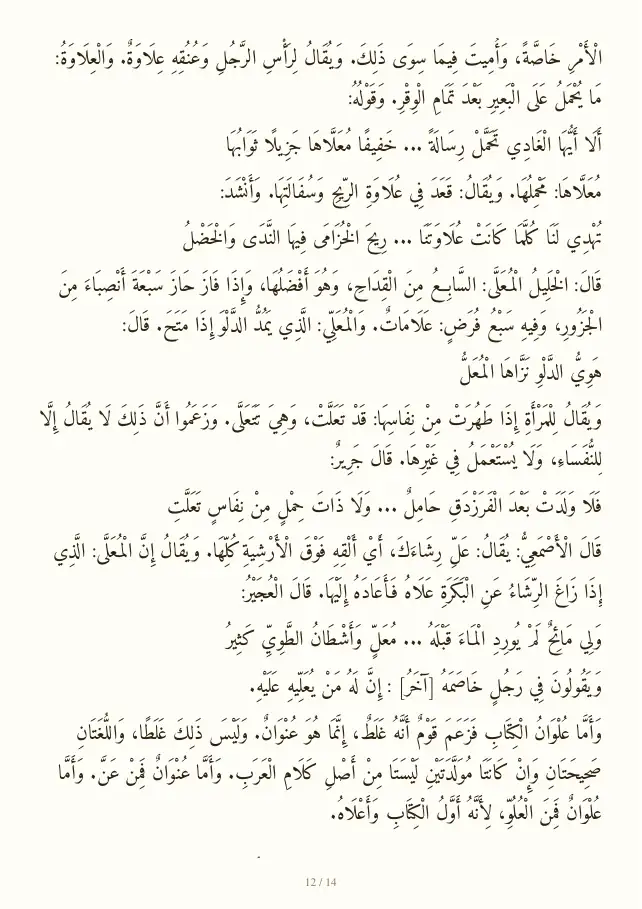 الْأَمْرِ خَاصَّةً، وَأُمِيتَ فِيمَا سِوَى ذَلِكَ. وَيُقَالُ لِرَأْسِ الرَّجُلِ وَعُنُقِهِ عِلَاوَةٌ. وَالْعِلَاوَةُ:
مَا يُحْمَلُ عَلَى الْبَعِيرِ بَعْدَ تَمَامِ الْوِقْرِ. وَقَوْلُهُ:
أَلَا أَيُّهَا الْغَادِي تَحَمَّلْ رِسَالَةً ... خَفِيفًا مُعَلَّاهَا جَزِيلًا ثَوَابُهَا
مُعَلَّاهَا: مَحْمِلُهَا. وَيُقَالُ: قَعَدَ فِي عُلَاوَةِ الرِّيحِ وَسُفَالَتِهَا. وَأَنْشَدَ:
تُهْدِي لَنَا كُلَّمَا كَانَتْ عُلَاوَتَنَا ... رِيحَ الْخُزَامَى فِيهَا النَّدَى وَالْخَضْلُ
قَالَ: الْخَلِيلُ الْمُعَلَّى: السَّابِعُ مِنَ الْقِدَاحِ، وَهُوَ أَفْضَلُهَا، وَإِذَا فَازَ حَازَ سَبْعَةَ أَنْصِبَاءَ مِنَ
الْجَزُورِ، وَفِيهِ سَبْعُ فُرَضٍ: عَلَامَاتٌ. وَالْمُعَلِّي: الَّذِي يَمُدُّ الدَّلْوَ إِذَا مَتَحَ. قَالَ:
هَوِيُّ الدَّلْوِ نَزَّاهَا الْمُعَلُّ
وَيُقَالُ لِلْمَرْأَةِ إِذَا طَهُرَتْ مِنْ نِفَاسِهَا: قَدْ تَعَلَّتْ، وَهِيَ تَتَعَلَّى. وَزَعَمُوا أَنَّ ذَلِكَ لَا يُقَالُ إِلَّا
لِلنُّفَسَاءِ، وَلَا يُسْتَعْمَلُ فِي غَيْرِهَا. قَالَ جَرِيرٌ:
فَلَا وَلَدَتْ بَعْدَ الْفَرَزْدَقِ حَامِلٌ ... وَلَا ذَاتَ حِمْلٍ مِنْ نِفَاسٍ تَعَلَّتِ
قَالَ الْأَصْمَعِيُّ: يُقَالُ: عَلِّ رِشَاءَكَ، أَيْ أَلْقِهِ فَوْقَ الْأَرْشِيَةِ كُلِّهَا. وَيُقَالُ إِنَّ الْمُعَلَّى: الَّذِي
إِذَا زَاغَ الرِّشَاءُ عَنِ الْبَكَرَةِ عَلَاهُ فَأَعَادَهُ إِلَيْهَا. قَالَ الْعُجَيْرُ:
وَلِي مَائِحٌ لَمْ يُورِدِ الْمَاءَ قَبْلَهُ ... مُعَلٍّ وَأَشْطَانُ الطَّوِيِّ كَثِيرُ
وَيَقُولُونَ فِي رَجُلٍ خَاصَمَهُ [آخَرُ] : إِنَّ لَهُ مَنْ يُعَلِّيهِ عَلَيْهِ.
وَأَمَّا عُلْوَانُ الْكِتَابِ فَزَعَمَ قَوْمٌ أَنَّهُ غَلَطٌ، إِنَّمَا هُوَ عُنْوَانٌ. وَلَيْسَ ذَلِكَ غَلَطًا، وَاللُّغَتَانِ
صَحِيحَتَانِ وَإِنْ كَانَتَا مُوَلَّدَتَيْنِ لَيْسَتَا مِنْ أَصْلِ كَلَامِ الْعَرَبِ. وَأَمَّا عُنْوَانٌ فَمِنْ عَنَّ. وَأَمَّا
عُلْوَانٌ فَمِنَ الْعُلُوِّ، لِأَنَّهُ أَوَّلُ الْكِتَابِ وَأَعْلَاهُ.
12 / 14